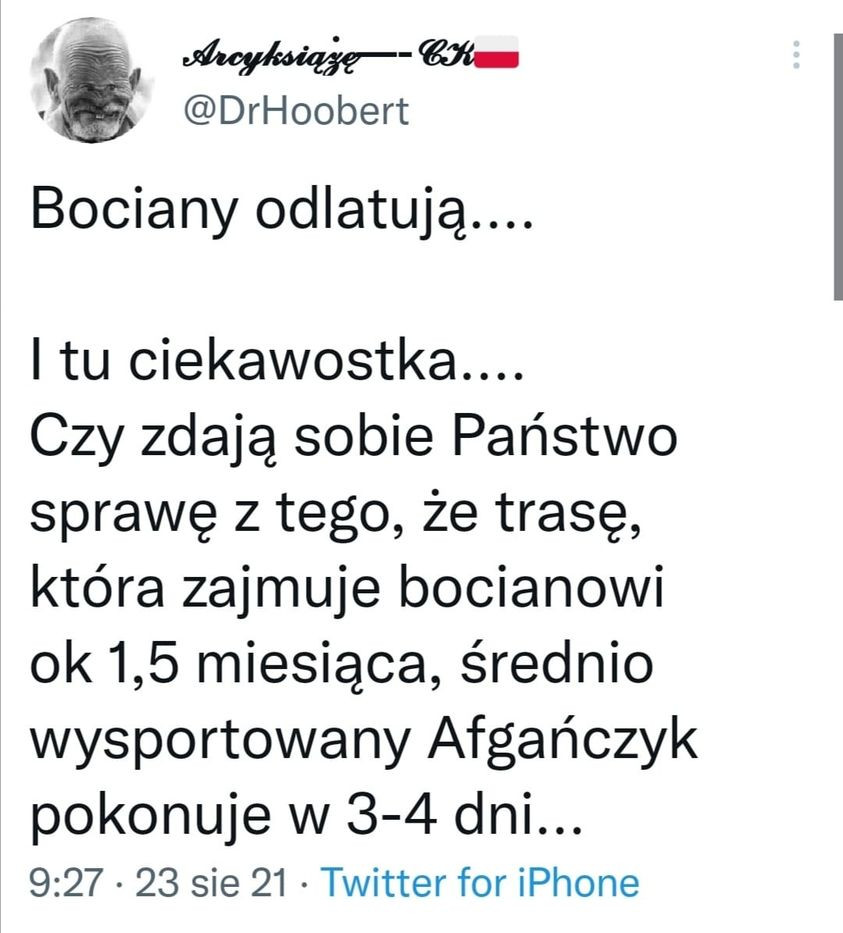 Arcyksiążę—-CK
@DrHoobert
Bociany odlatują....
I tu ciekawostka....
Czy zdają sobie Państwo
sprawę z tego, że trasę,
która zajmuje bocianowi
ok 1,5 miesiąca, średnio
wysportowany Afgańczyk
pokonuje w 3-4 dni...
9:27 · 23 sie 21 · Twitter for iPhone